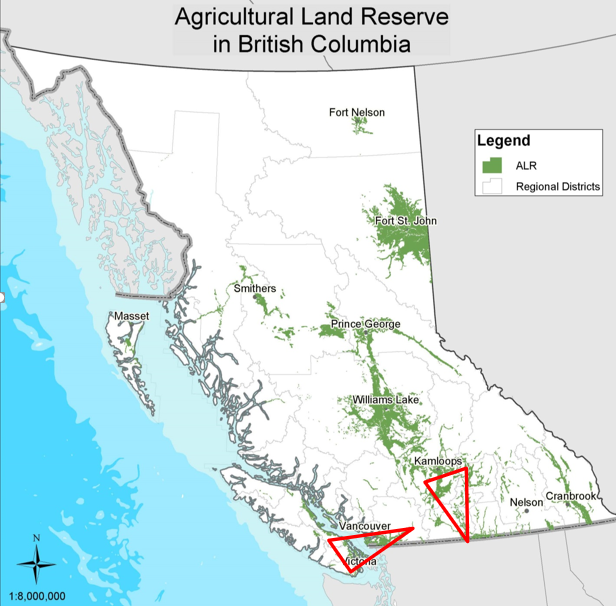 Agricultural Land Reserve
in British Columbia
Fort Nelson
Legend
ALR
Regional Districts
Fort St. John
Smithers
Masset
Prince George
Williams Lake
Kamloops
Cranbrook
Nelson
Vancouver
Victoria
N
1:8,000,000